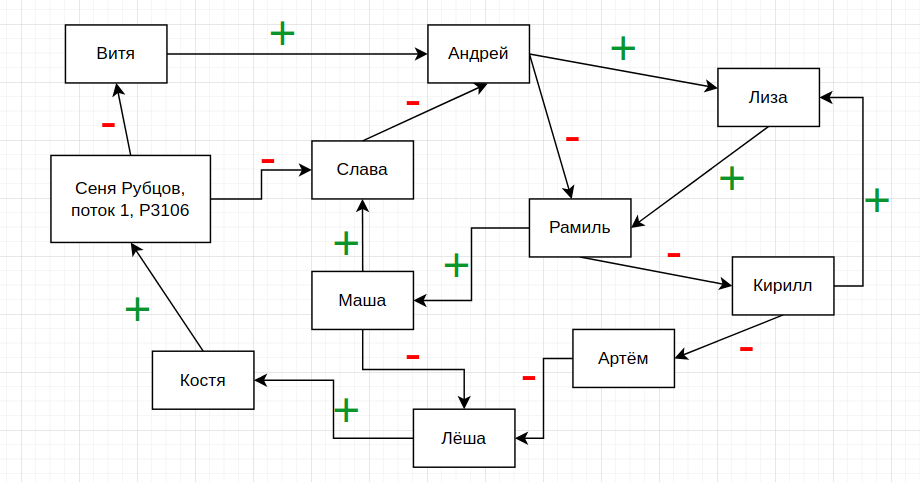 +
Витя
Андрей
+
Лиза
-
-
-
Слава
-
Сеня Рубцов,
поток 1, Р3106
+
+
Рамиль
+
+
-
Маша
Кирилл
+
-
-
Артём
-
Костя
+
Лёша